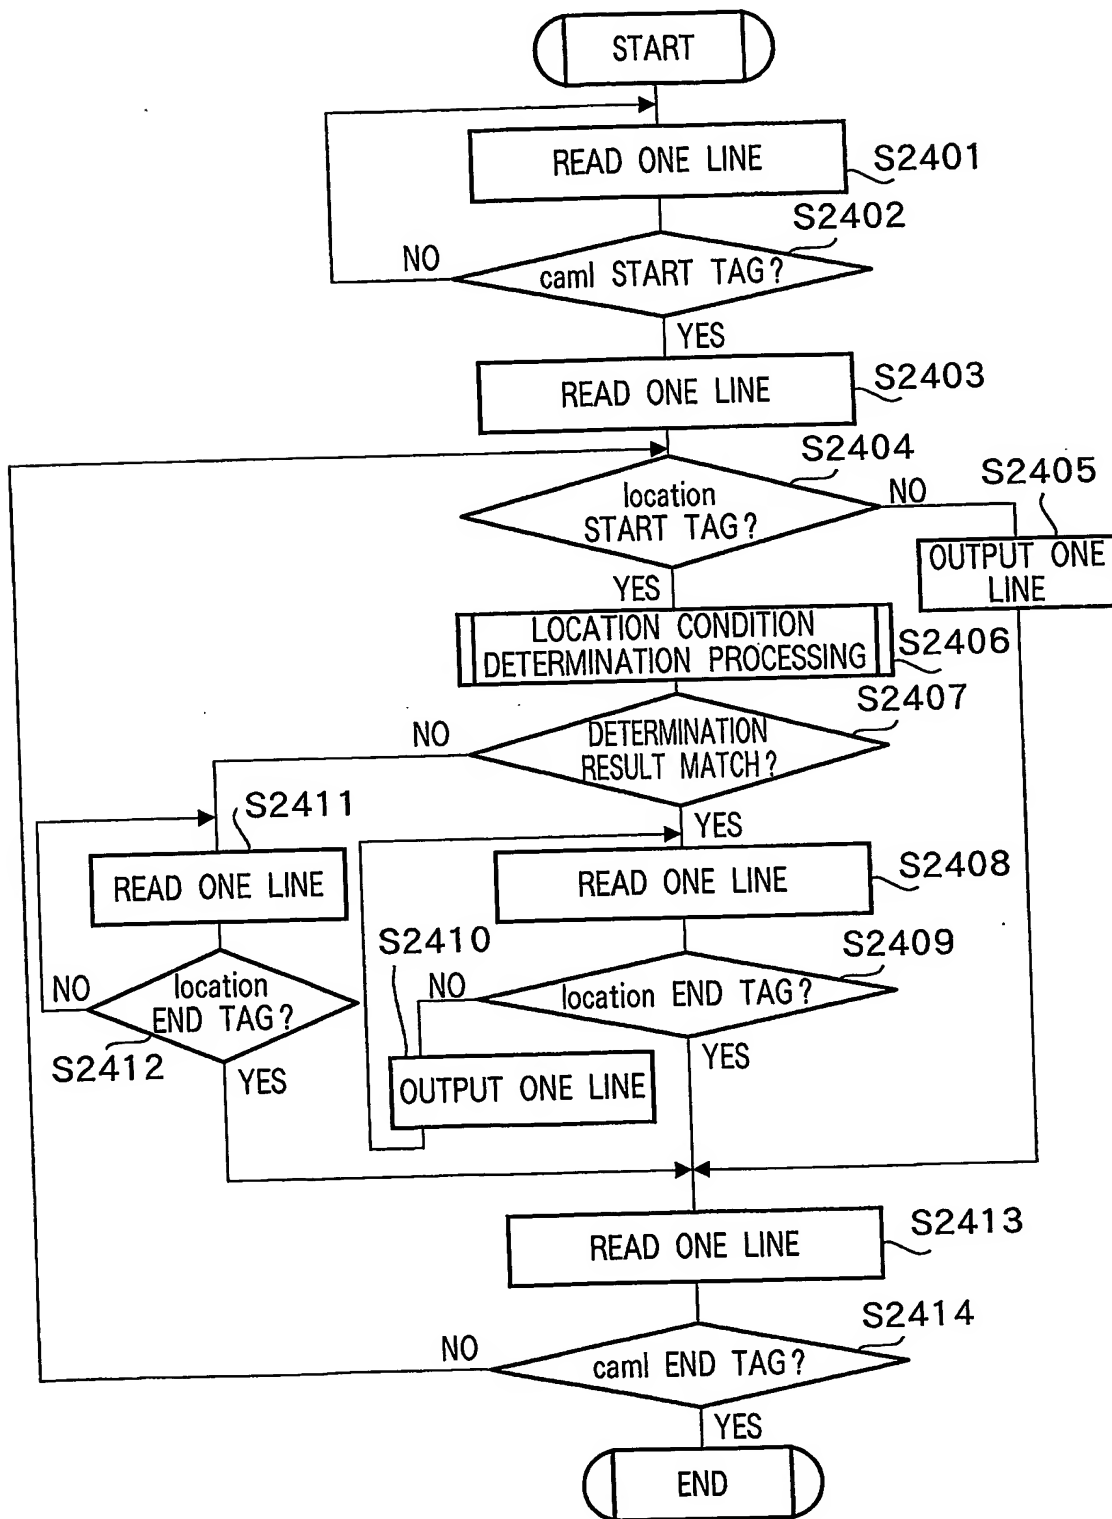 START
READ ONE LINE
S2401
S2402
NO
caml START TAG?
YES
READ ONE LINE
S2403
S2404
location
START TAG?
NO
S2405
OUTPUT ONE
LINE
YES
LOCATION CONDITION
DETERMINATION PROCESSING
S2406
S2407
NO
DETERMINATION
RESULT MATCH?
YES
S2411
READ ONE LINE
READ ONE LINE
S2408
S2410
S2409
NO
location
END TAG?
NO
location END TAG?
S2412
YES
YES
OUTPUT ONE LINE
READ ONE LINE
S2413
S2414
NO
caml END TAG?
YES
END